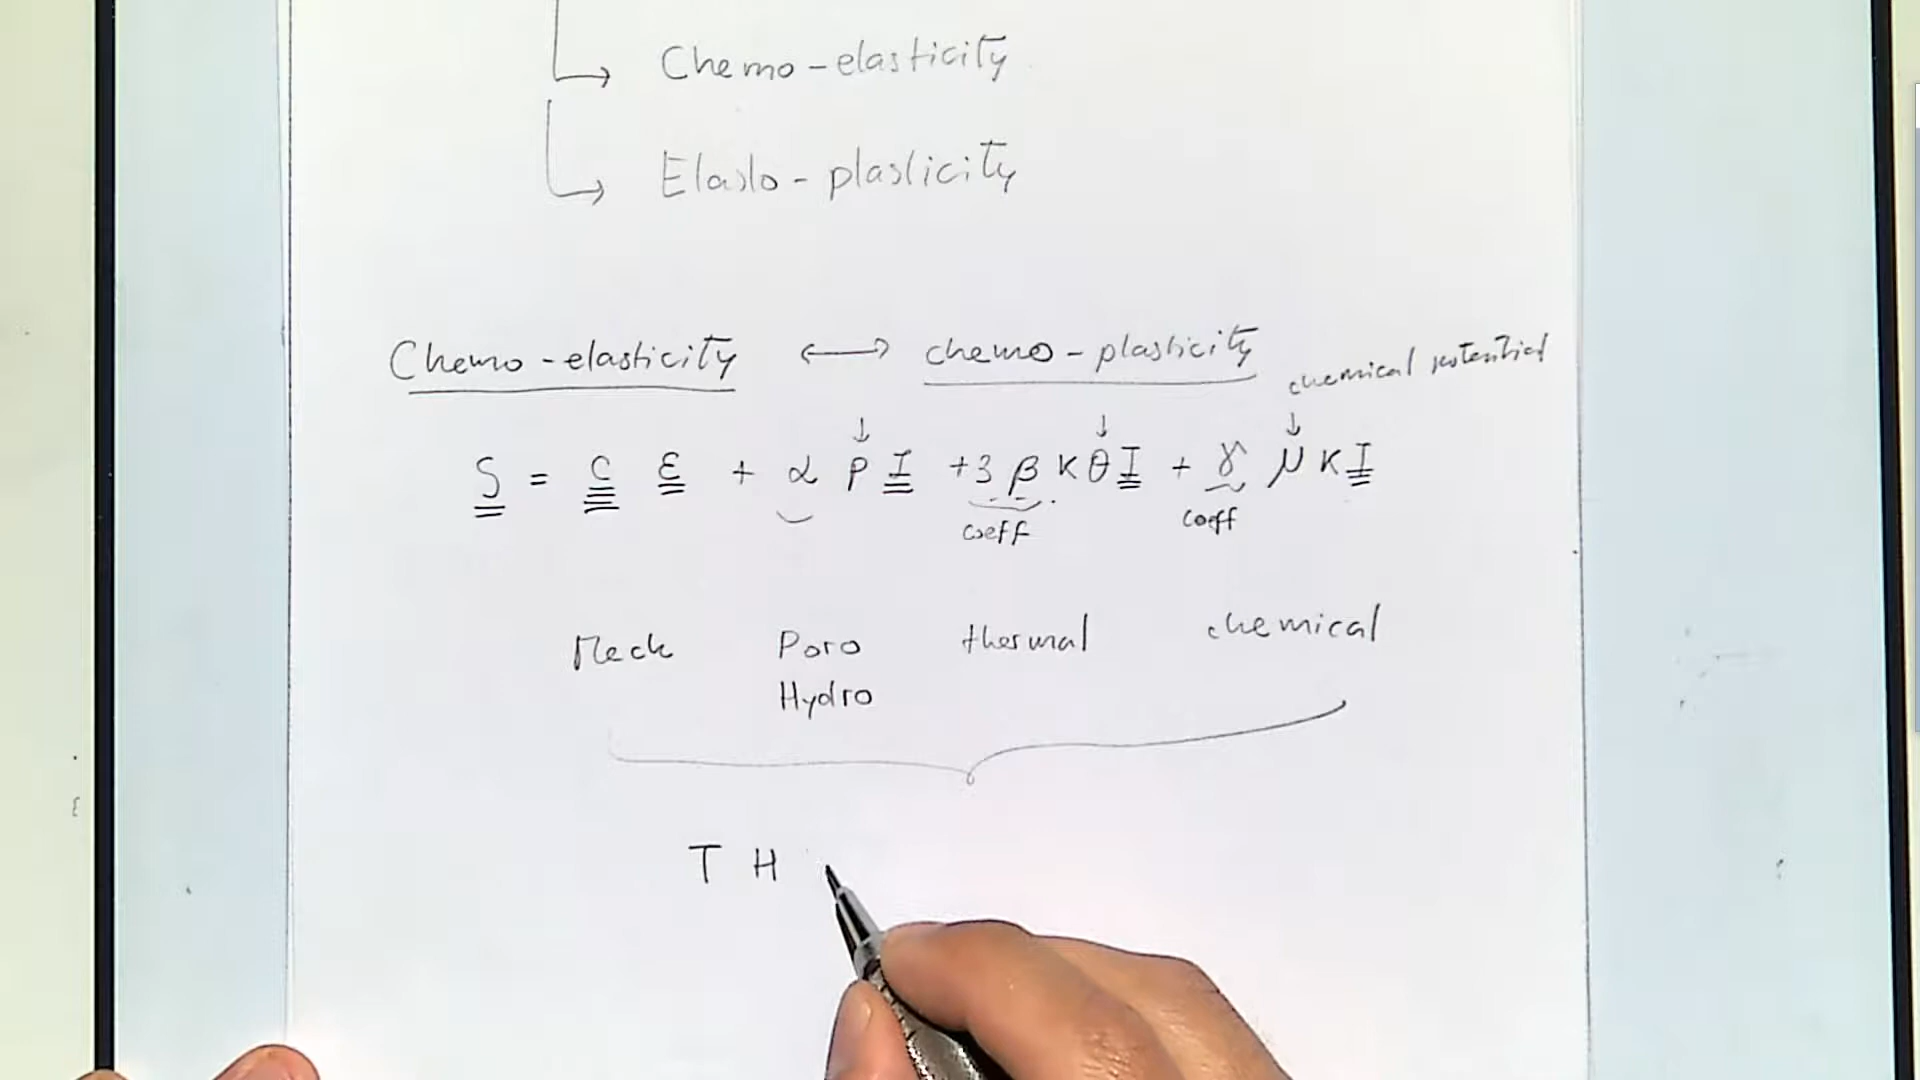 → Chemo-elasticity
→ Elasto-plasticity
Chemo-elasticity ↔ chemo-plasticity
chemical potential
↓ ↓ ↓
S = C ε + α p I + 3 β K θ I + γ μ K I
coeff coeff
Mech Poro thermal chemical
Hydro
T H